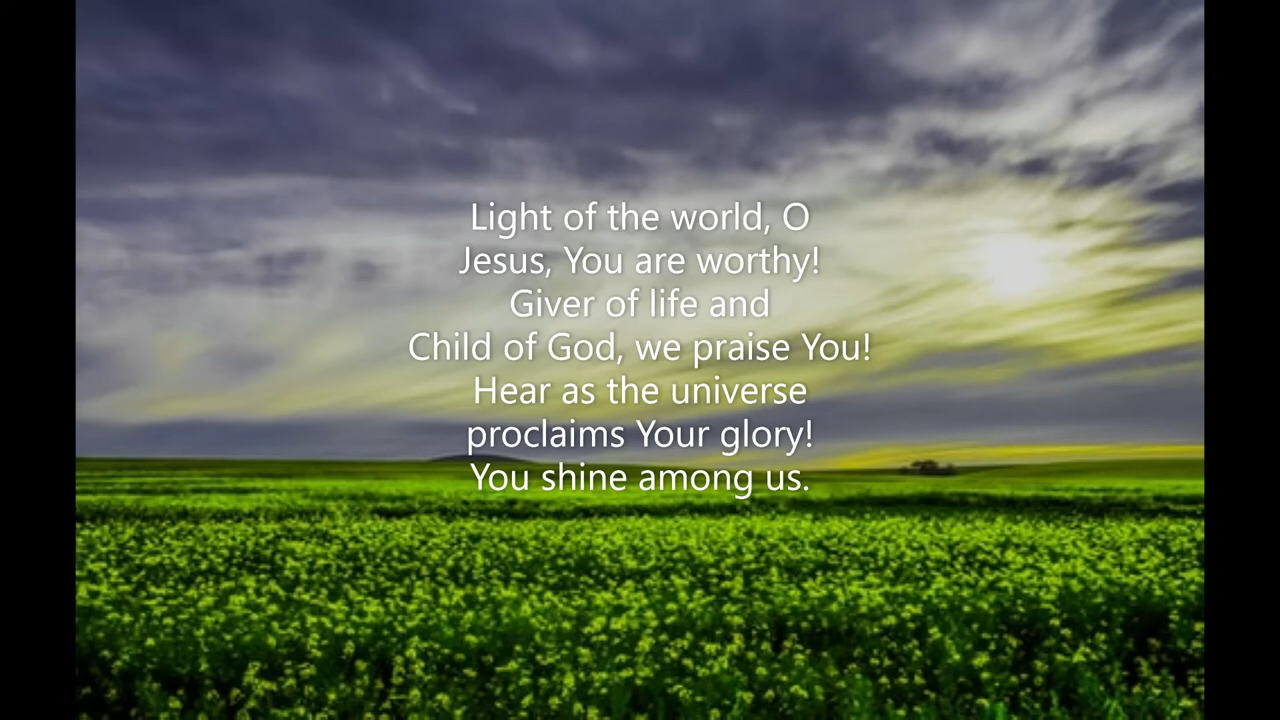 Light of the world, O
Jesus, You are worthy!
Giver of life and
Child of God, we praise You!
Hear as the universe
proclaims Your glory!
You shine among us.